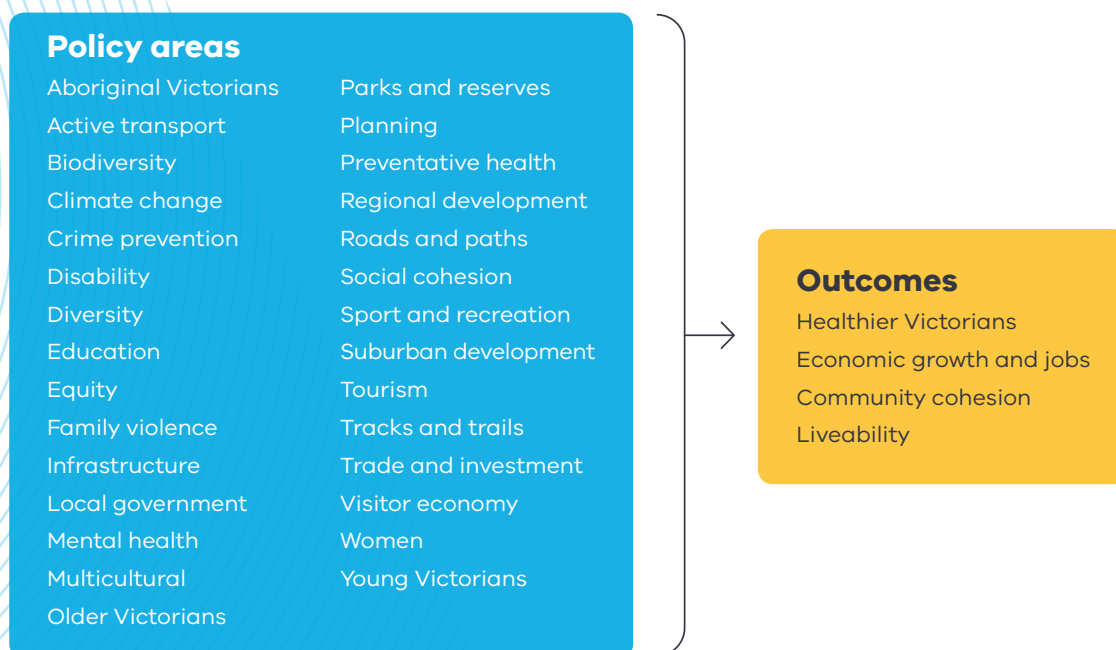 Policy areas
Aboriginal Victorians
Active transport
Biodiversity
Climate change
Crime prevention
Disability
Diversity
Education
Equity
Family violence
Infrastructure
Local government
Mental health
Multicultural
Older Victorians
Parks and reserves
Planning
Preventative health
Regional development
Roads and paths
Social cohesion
Sport and recreation
Suburban development
Tourism
Tracks and trails
Trade and investment
Visitor economy
Women
Young Victorians
Outcomes
Healthier Victorians
Economic growth and jobs
Community cohesion
Liveability